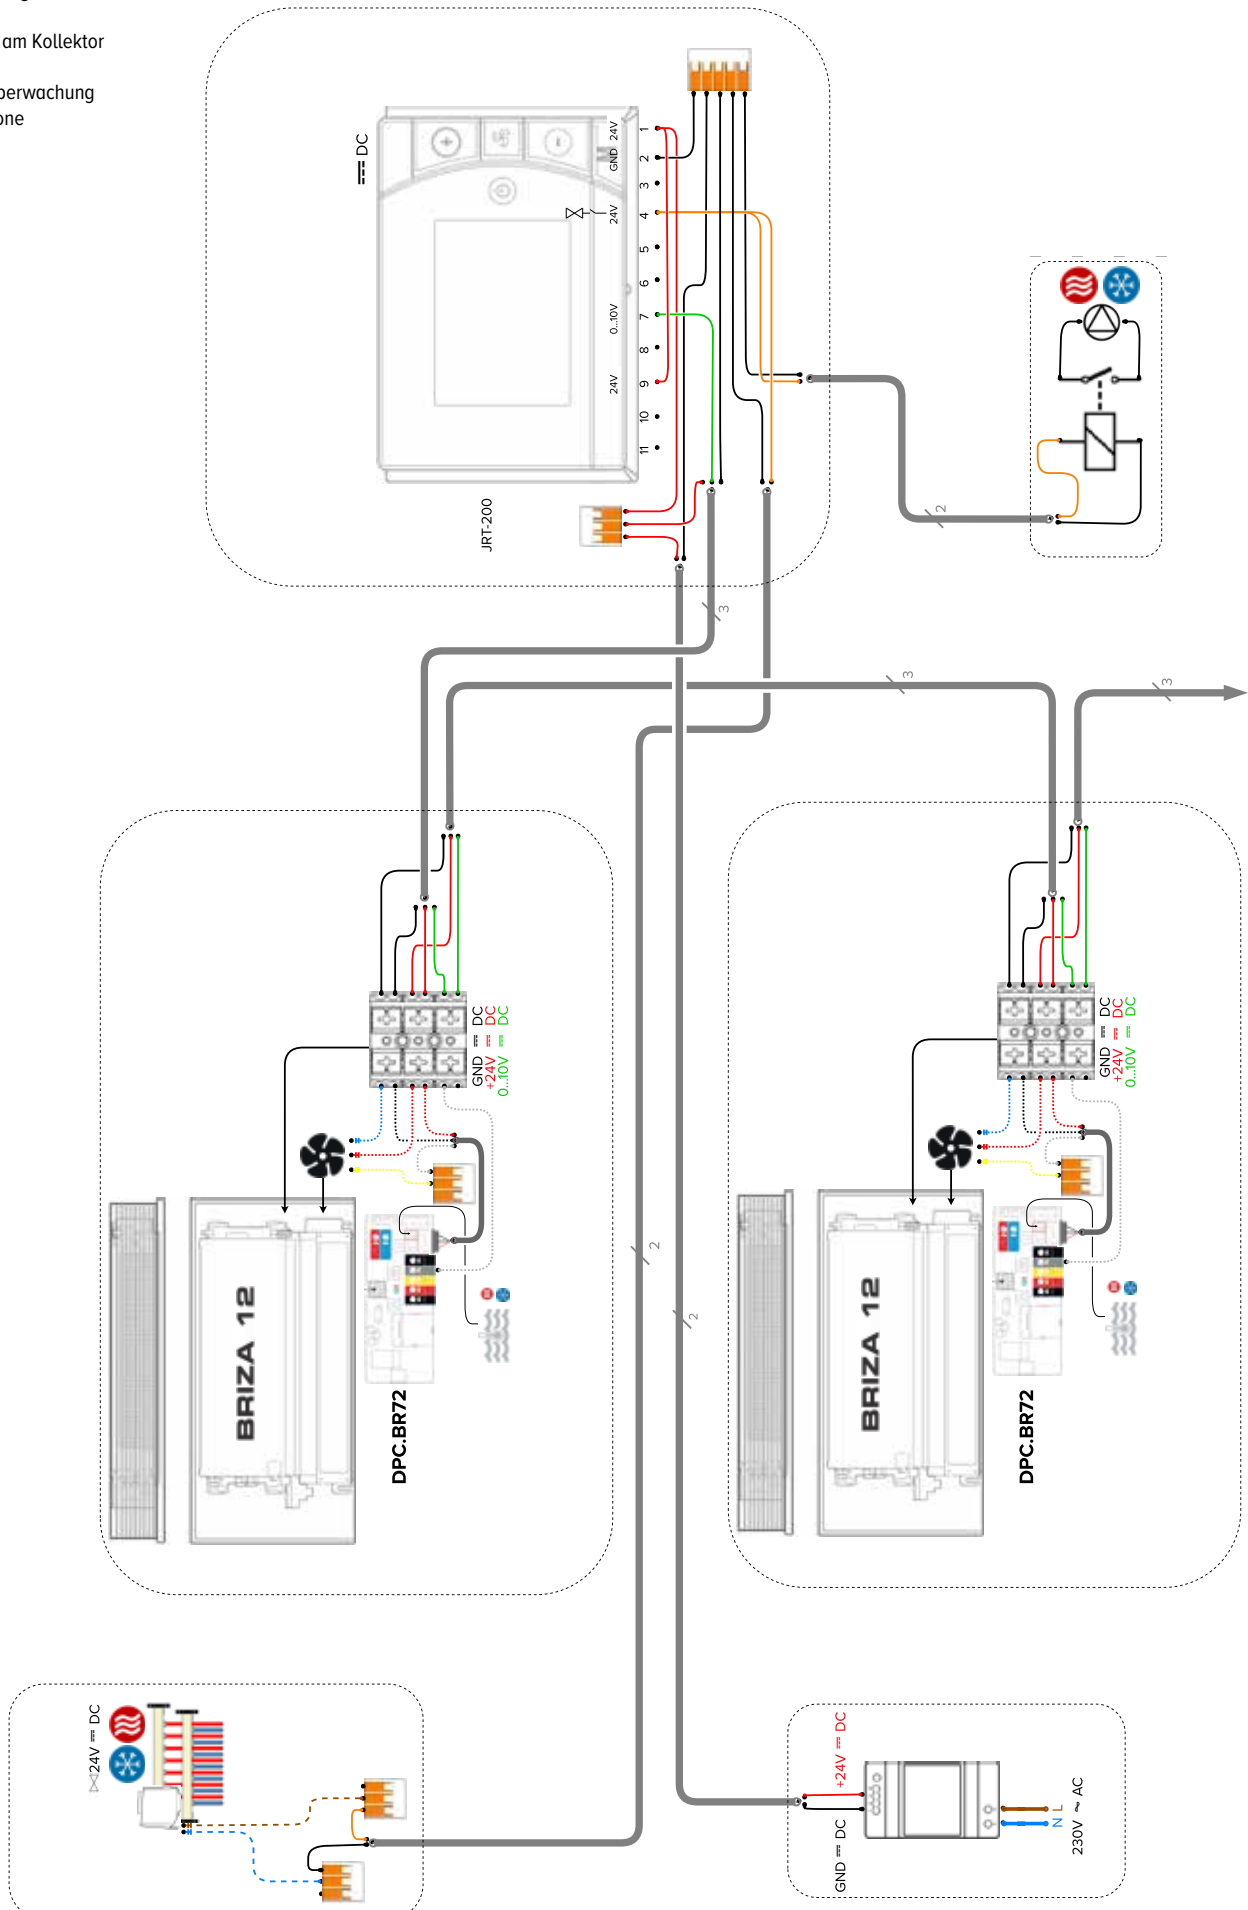 am Kollektor
one
DC
24V
GND
24V
0...10V
24V
1
2
3
4
5
6
7
8
9
10
11
JRT-200
2
3
3
3
GND DC
+24V DC
0...10V DC
GND DC
+24V DC
0...10V DC
BRIZA 12
DPC.BR72
BRIZA 12
DPC.BR72
2
2
24V DC
+24V DC
GND DC
L
N
230V ~ AC